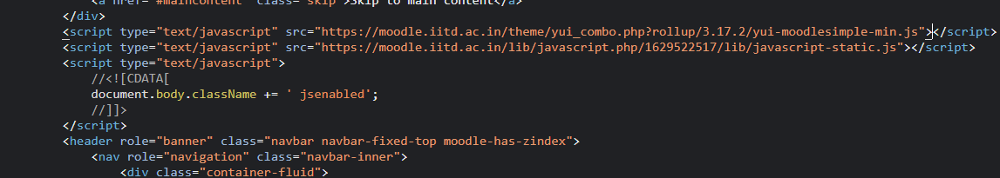 <a href="#maincontent" class="skip">Skip to main content</a>
</div>
<script type="text/javascript" src="https://moodle.iitd.ac.in/theme/yui_combo.php?rollup/3.17.2/yui-moodlesimple-min.js"></script>
<script type="text/javascript" src="https://moodle.iitd.ac.in/lib/javascript.php/1629522517/lib/javascript-static.js"></script>
<script type="text/javascript">
//<![CDATA[
document.body.className += ' jsenabled';
//]]>
</script>
<header role="banner" class="navbar navbar-fixed-top moodle-has-zindex">
<nav role="navigation" class="navbar-inner">
<div class="container-fluid">